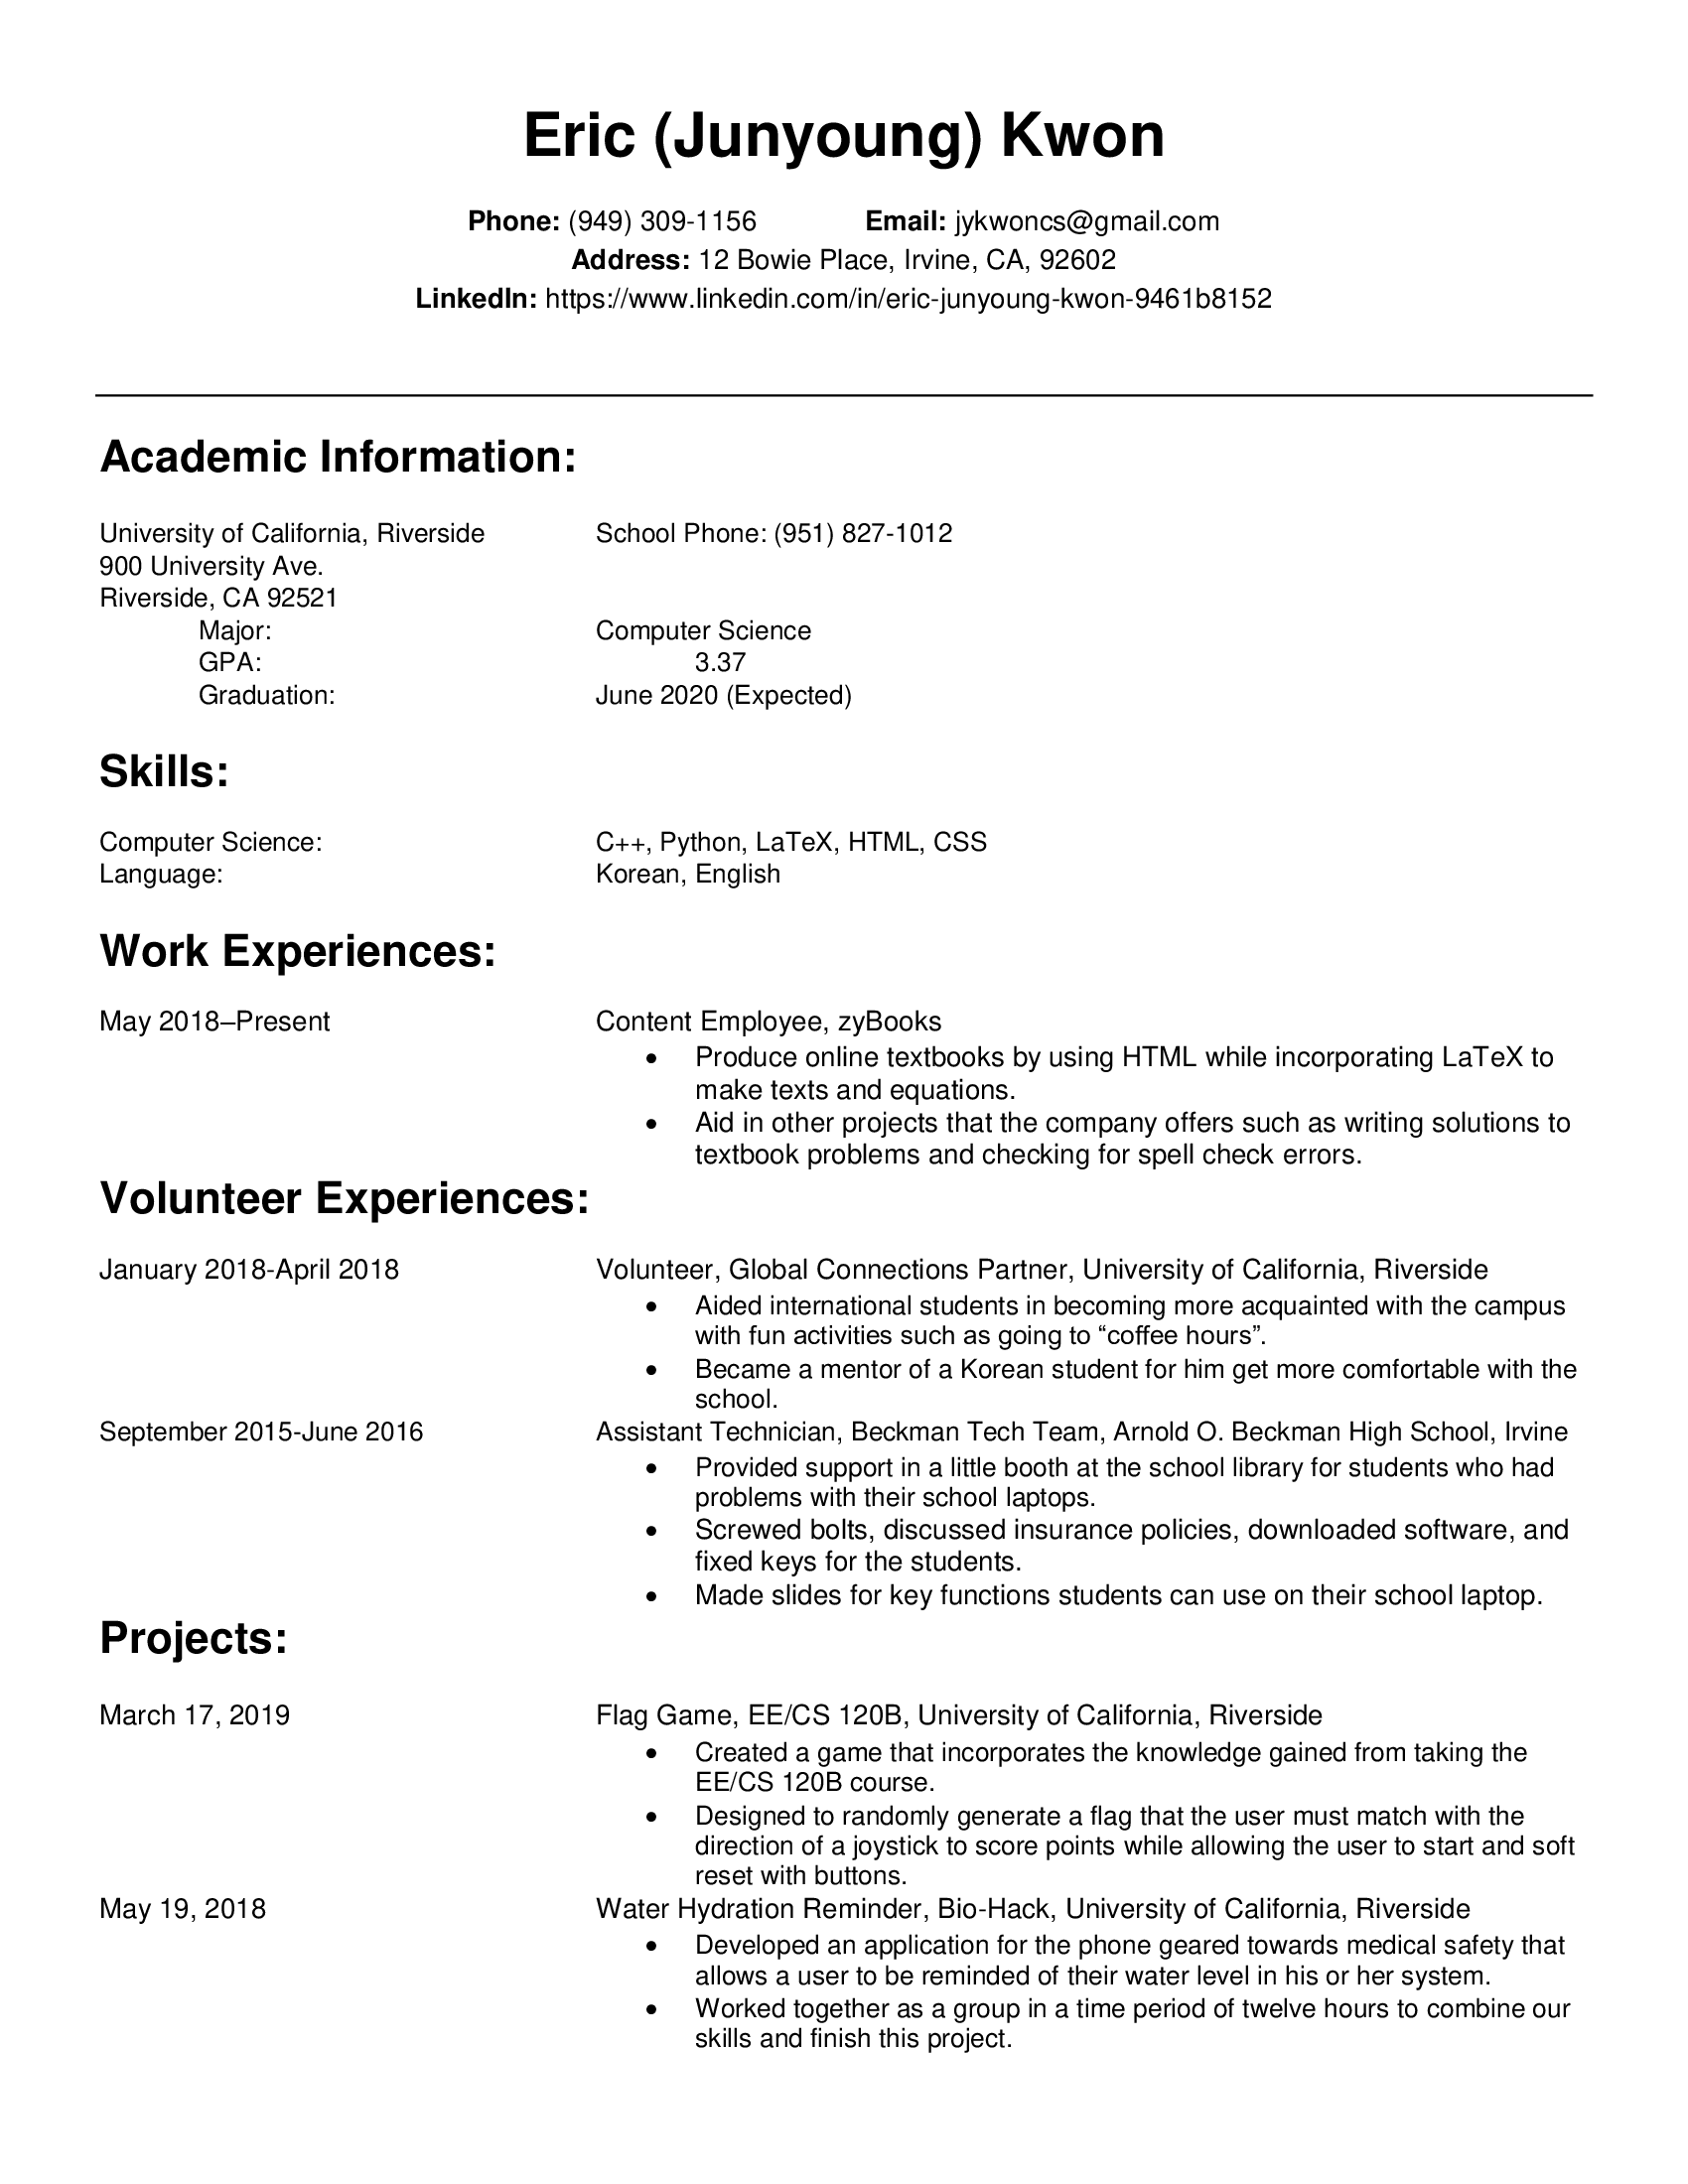 Eric (Junyoung) Kwon
Phone: (949) 309-1156 Email: jykwoncs@gmail.com
Address: 12 Bowie Place, Irvine, CA, 92602
LinkedIn: https://www.linkedin.com/in/eric-junyoung-kwon-9461b8152
Academic Information:
University of California, Riverside School Phone: (951) 827-1012
900 University Ave.
Riverside, CA 92521
Major: Computer Science
GPA: 3.37
Graduation: June 2020 (Expected)
Skills:
Computer Science: C++, Python, LaTeX, HTML, CSS
Language: Korean, English
Work Experiences:
May 2018–Present Content Employee, zyBooks
• Produce online textbooks by using HTML while incorporating LaTeX to
make texts and equations.
• Aid in other projects that the company offers such as writing solutions to
textbook problems and checking for spell check errors.
Volunteer Experiences:
January 2018-April 2018 Volunteer, Global Connections Partner, University of California, Riverside
• Aided international students in becoming more acquainted with the campus
with fun activities such as going to “coffee hours”.
• Became a mentor of a Korean student for him get more comfortable with the
school.
September 2015-June 2016 Assistant Technician, Beckman Tech Team, Arnold O. Beckman High School, Irvine
• Provided support in a little booth at the school library for students who had
problems with their school laptops.
• Screwed bolts, discussed insurance policies, downloaded software, and
fixed keys for the students.
• Made slides for key functions students can use on their school laptop.
Projects:
March 17, 2019 Flag Game, EE/CS 120B, University of California, Riverside
• Created a game that incorporates the knowledge gained from taking the
EE/CS 120B course.
• Designed to randomly generate a flag that the user must match with the
direction of a joystick to score points while allowing the user to start and soft
reset with buttons.
May 19, 2018 Water Hydration Reminder, Bio-Hack, University of California, Riverside
• Developed an application for the phone geared towards medical safety that
allows a user to be reminded of their water level in his or her system.
• Worked together as a group in a time period of twelve hours to combine our
skills and finish this project.